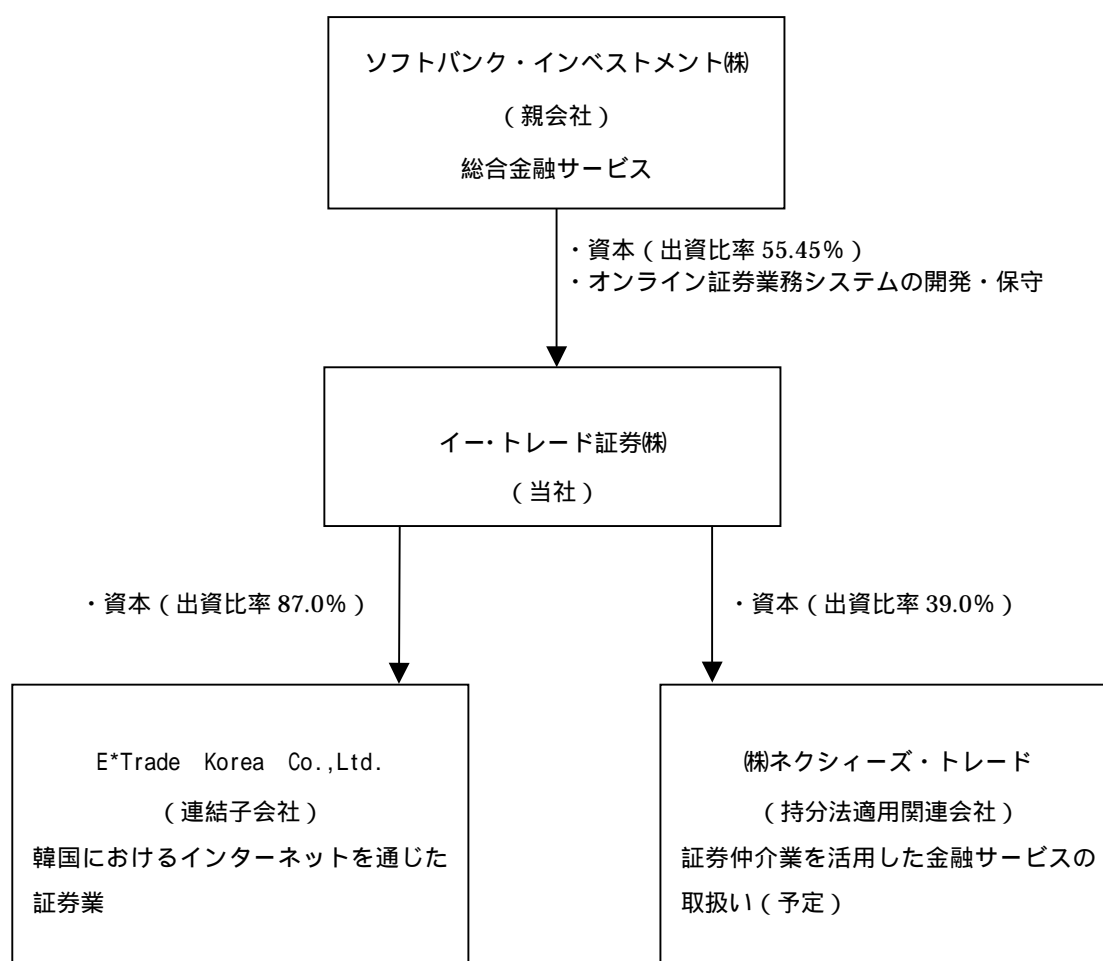 ソフトバンク・インベストメント㈱
（親会社）
総合金融サービス
・資本（出資比率 55.45％）
・オンライン証券業務システムの開発・保守
イー・トレード証券㈱
（当社）
・資本（出資比率 87.0％）
・資本（出資比率 39.0％）
E*Trade Korea Co.,Ltd.
（連結子会社）
韓国におけるインターネットを通じた
証券業
㈱ネクシィーズ・トレード
（持分法適用関連会社）
証券仲介業を活用した金融サービスの
取扱い（予定）